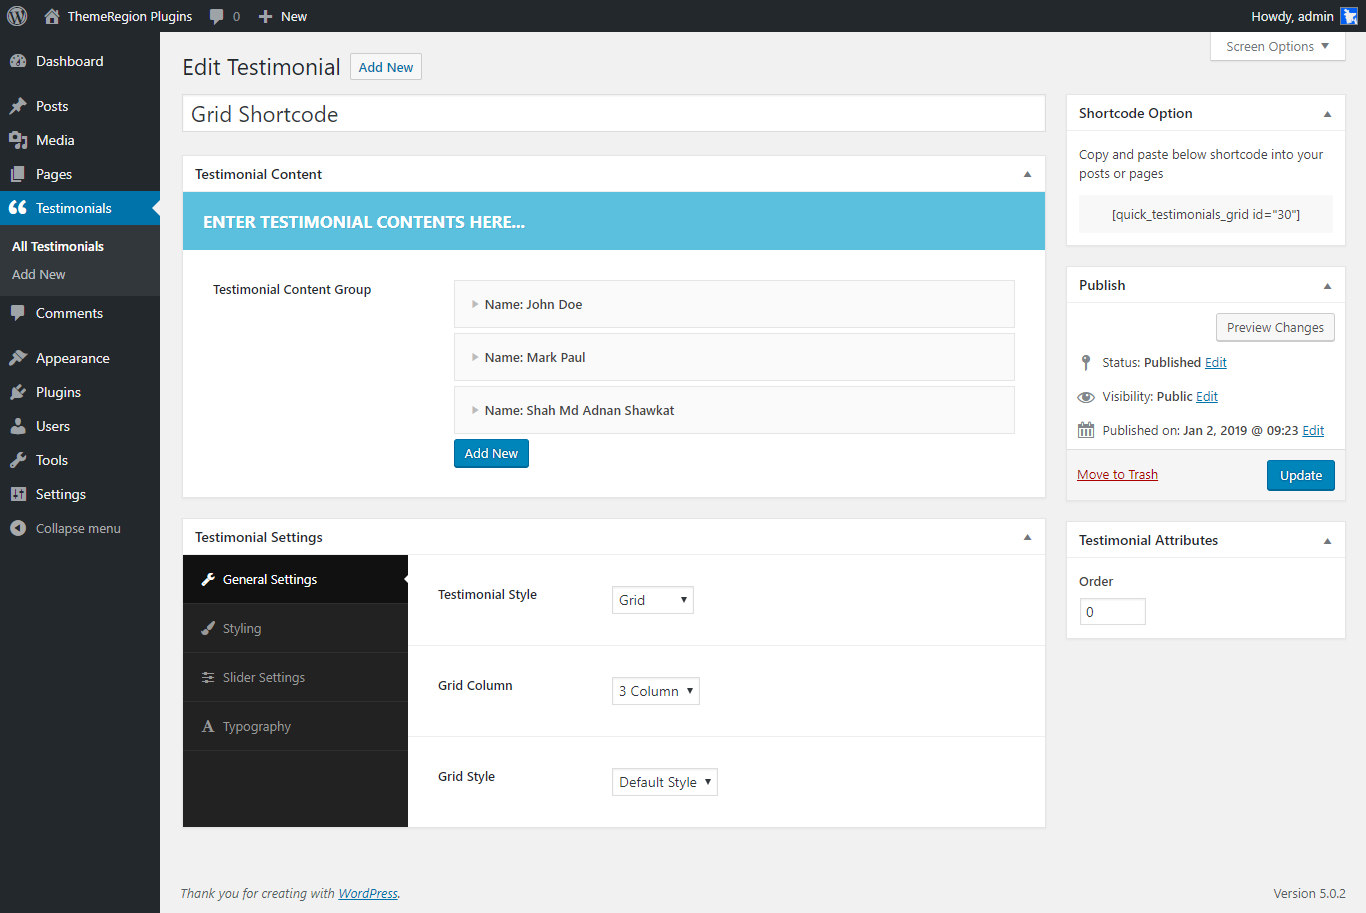 ThemeRegion Plugins
0
New
Howdy, admin
Dashboard
Posts
Media
Pages
Testimonials
All Testimonials
Add New
Comments
Appearance
Plugins
Users
Tools
Settings
Collapse menu
Screen Options
Edit Testimonial
Add New
Grid Shortcode
Testimonial Content
ENTER TESTIMONIAL CONTENTS HERE...
Testimonial Content Group
Name: John Doe
Name: Mark Paul
Name: Shah Md Adnan Shawkat
Add New
Testimonial Settings
General Settings
Styling
Slider Settings
Typography
Testimonial Style
Grid
Grid Column
3 Column
Grid Style
Default Style
Shortcode Option
Copy and paste below shortcode into your
posts or pages
[quick_testimonials_grid id="30"]
Publish
Preview Changes
Status: Published Edit
Visibility: Public Edit
Published on: Jan 2, 2019 @ 09:23 Edit
Move to Trash
Update
Testimonial Attributes
Order
0
Thank you for creating with WordPress.
Version 5.0.2